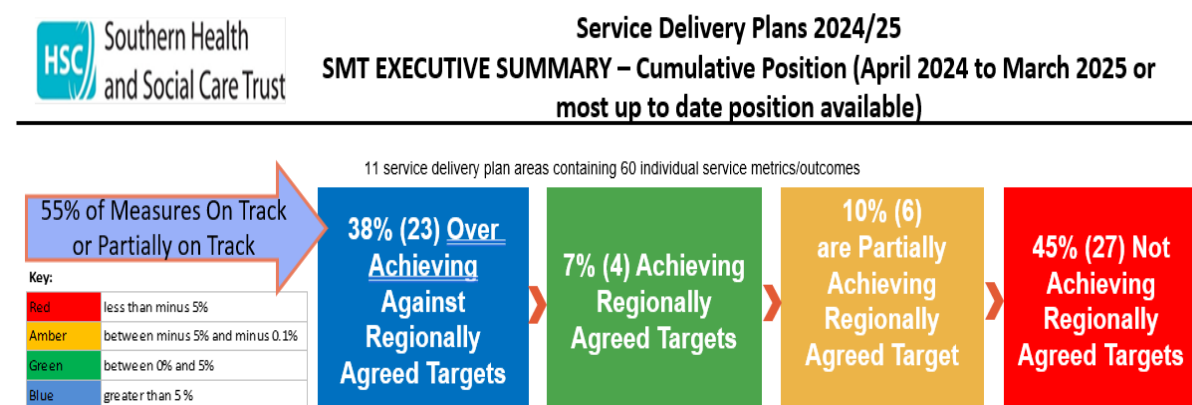 HSC
Southern Health
and Social Care Trust
Service Delivery Plans 2024/25
SMT EXECUTIVE SUMMARY – Cumulative Position (April 2024 to March 2025 or
most up to date position available)
11 service delivery plan areas containing 60 individual service metrics/outcomes
55% of Measures On Track
or Partially on Track
Key:
Red less than minus 5%
Amber between minus 5% and minus 0.1%
Green between 0% and 5%
Blue greater than 5%
38% (23) Over
Achieving
Against
Regionally
Agreed Targets
7% (4) Achieving
Regionally
Agreed Targets
10% (6)
are Partially
Achieving
Regionally
Agreed Target
45% (27) Not
Achieving
Regionally
Agreed Targets